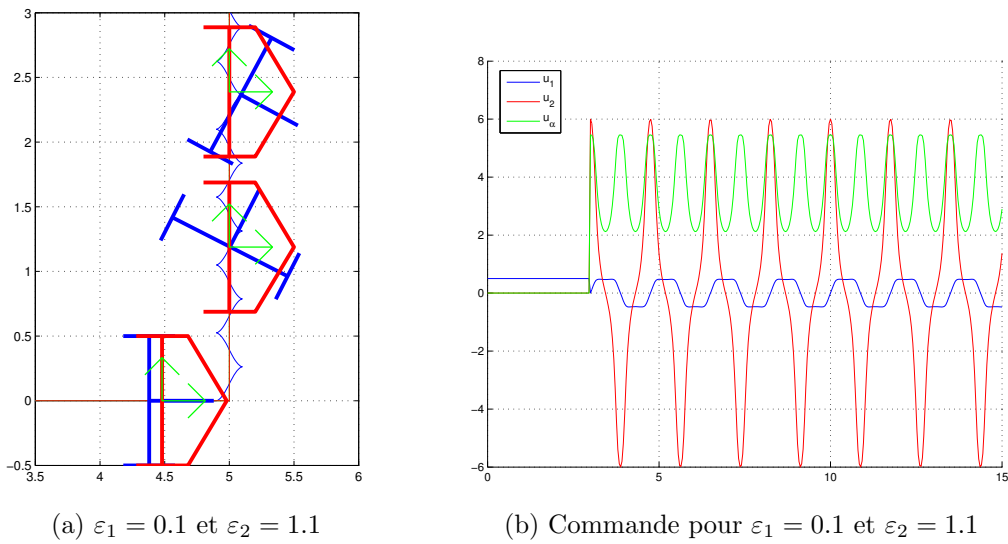 3
2.5
2
1.5
1
0.5
0
−0.5
3.5 4 4.5 5 5.5 6
8
6
4
2
0
−2
−4
−6
0 5 10 15
u₁
u₂
u_α
(a) ε₁ = 0.1 et ε₂ = 1.1
(b) Commande pour ε₁ = 0.1 et ε₂ = 1.1